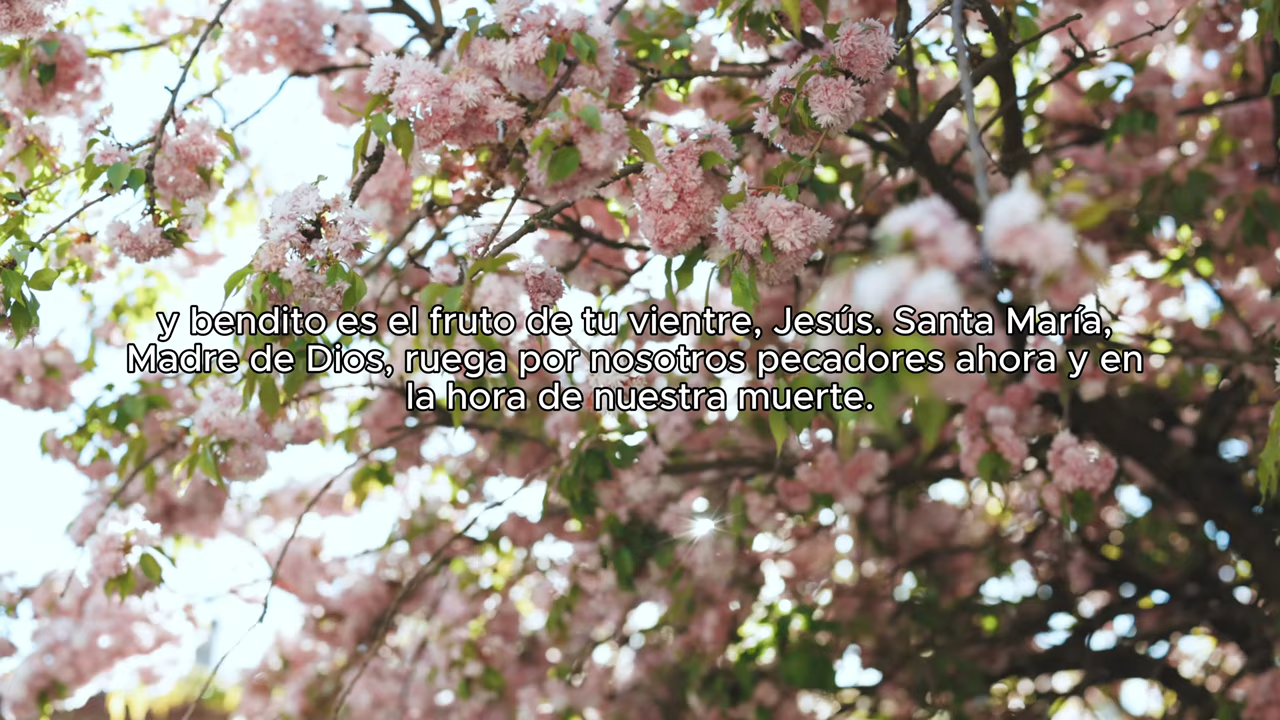 y bendito es el fruto de tu vientre, Jesús. Santa María,
Madre de Dios, ruega por nosotros pecadores ahora y en
la hora de nuestra muerte.